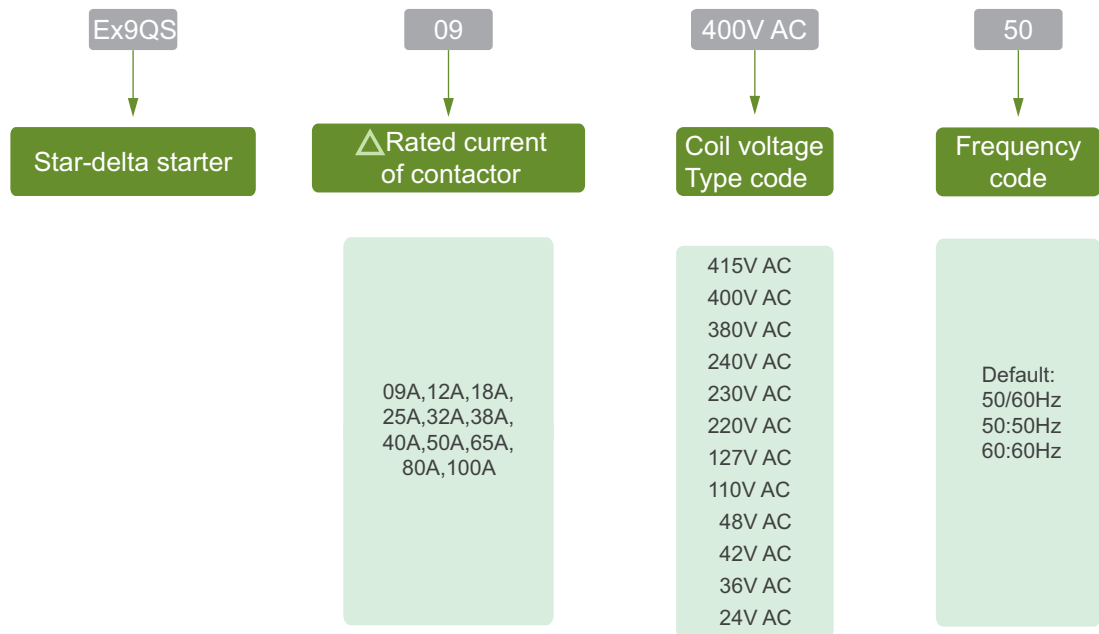 Ex9QS
09
400V AC
50
Star-delta starter
△Rated current
of contactor
Coil voltage
Type code
Frequency
code
09A,12A,18A,
25A,32A,38A,
40A,50A,65A,
80A,100A
415V AC
400V AC
380V AC
240V AC
230V AC
220V AC
127V AC
110V AC
48V AC
42V AC
36V AC
24V AC
Default:
50/60Hz
50:50Hz
60:60Hz